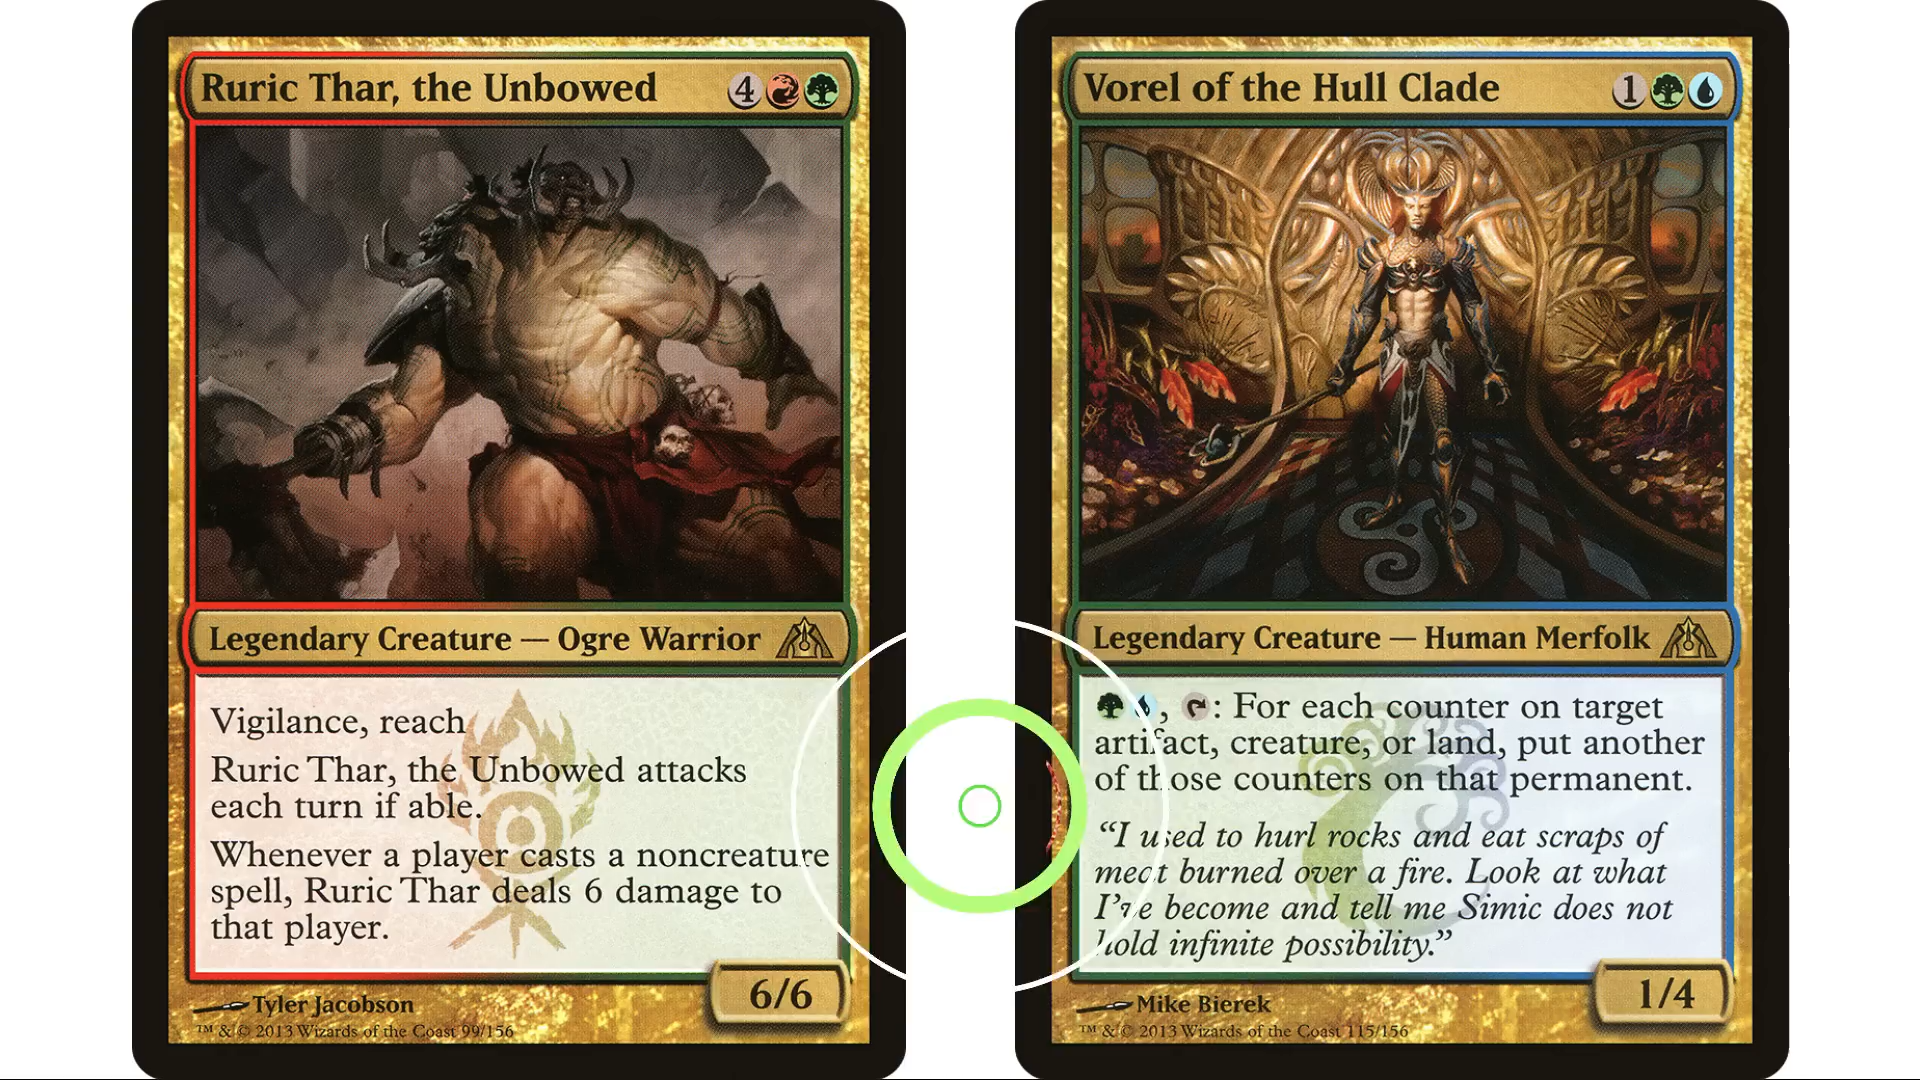 Ruric Thar, the Unbowed 4
Legendary Creature — Ogre Warrior
Vigilance, reach
Ruric Thar, the Unbowed attacks
each turn if able.
Whenever a player casts a noncreature
spell, Ruric Thar deals 6 damage to
that player.
6/6
Tyler Jacobson
™ & © 2013 Wizards of the Coast 99/156
Vorel of the Hull Clade 1
Legendary Creature — Human Merfolk
, : For each counter on target
artifact, creature, or land, put another
of those counters on that permanent.
“I used to hurl rocks and eat scraps of
meat burned over a fire. Look at what
I’ve become and tell me Simic does not
hold infinite possibility.”
1/4
Mike Bierek
™ & © 2013 Wizards of the Coast 115/156